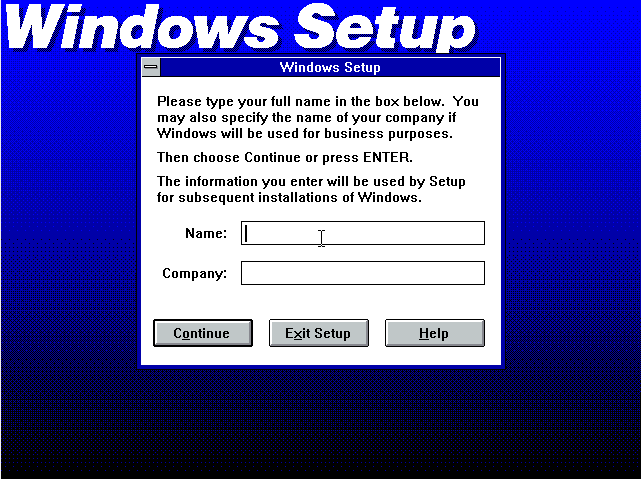 Windows Setup
Windows Setup
Please type your full name in the box below.  You
may also specify the name of your company if
Windows will be used for business purposes.
Then choose Continue or press ENTER.
The information you enter will be used by Setup
for subsequent installations of Windows.
Name:
Company:
Continue
Exit Setup
Help